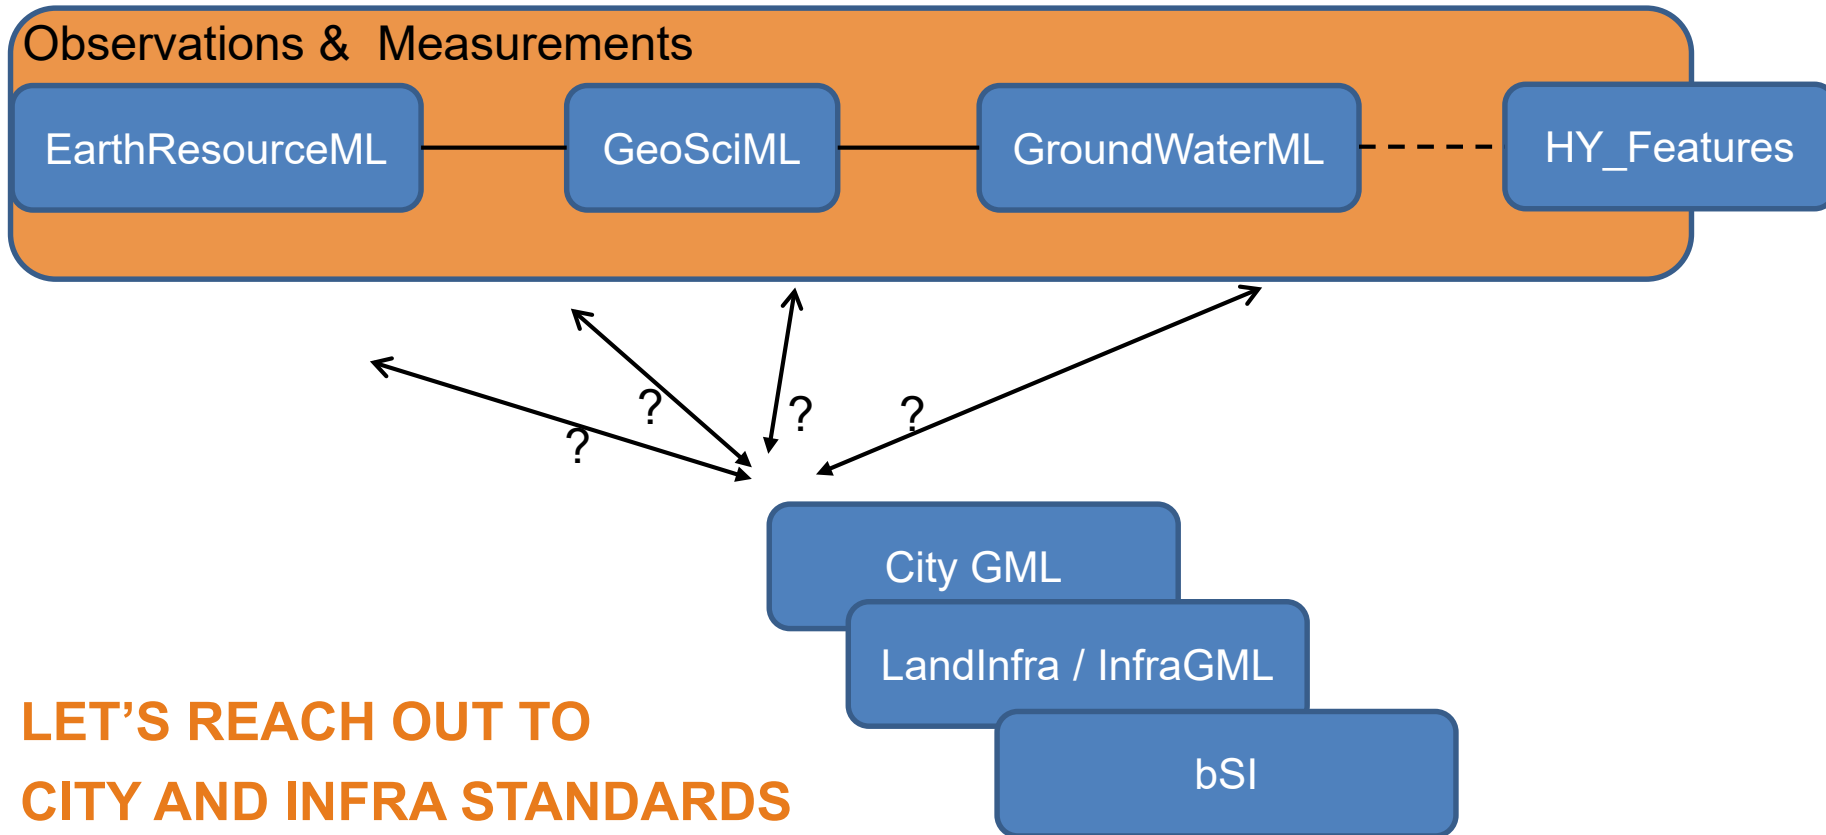 Observations & Measurements
EarthResourceML
GeoSciML
GroundWaterML
HY_Features
?
?
?
?
City GML
LandInfra / InfraGML
bSI
LET’S REACH OUT TO
CITY AND INFRA STANDARDS